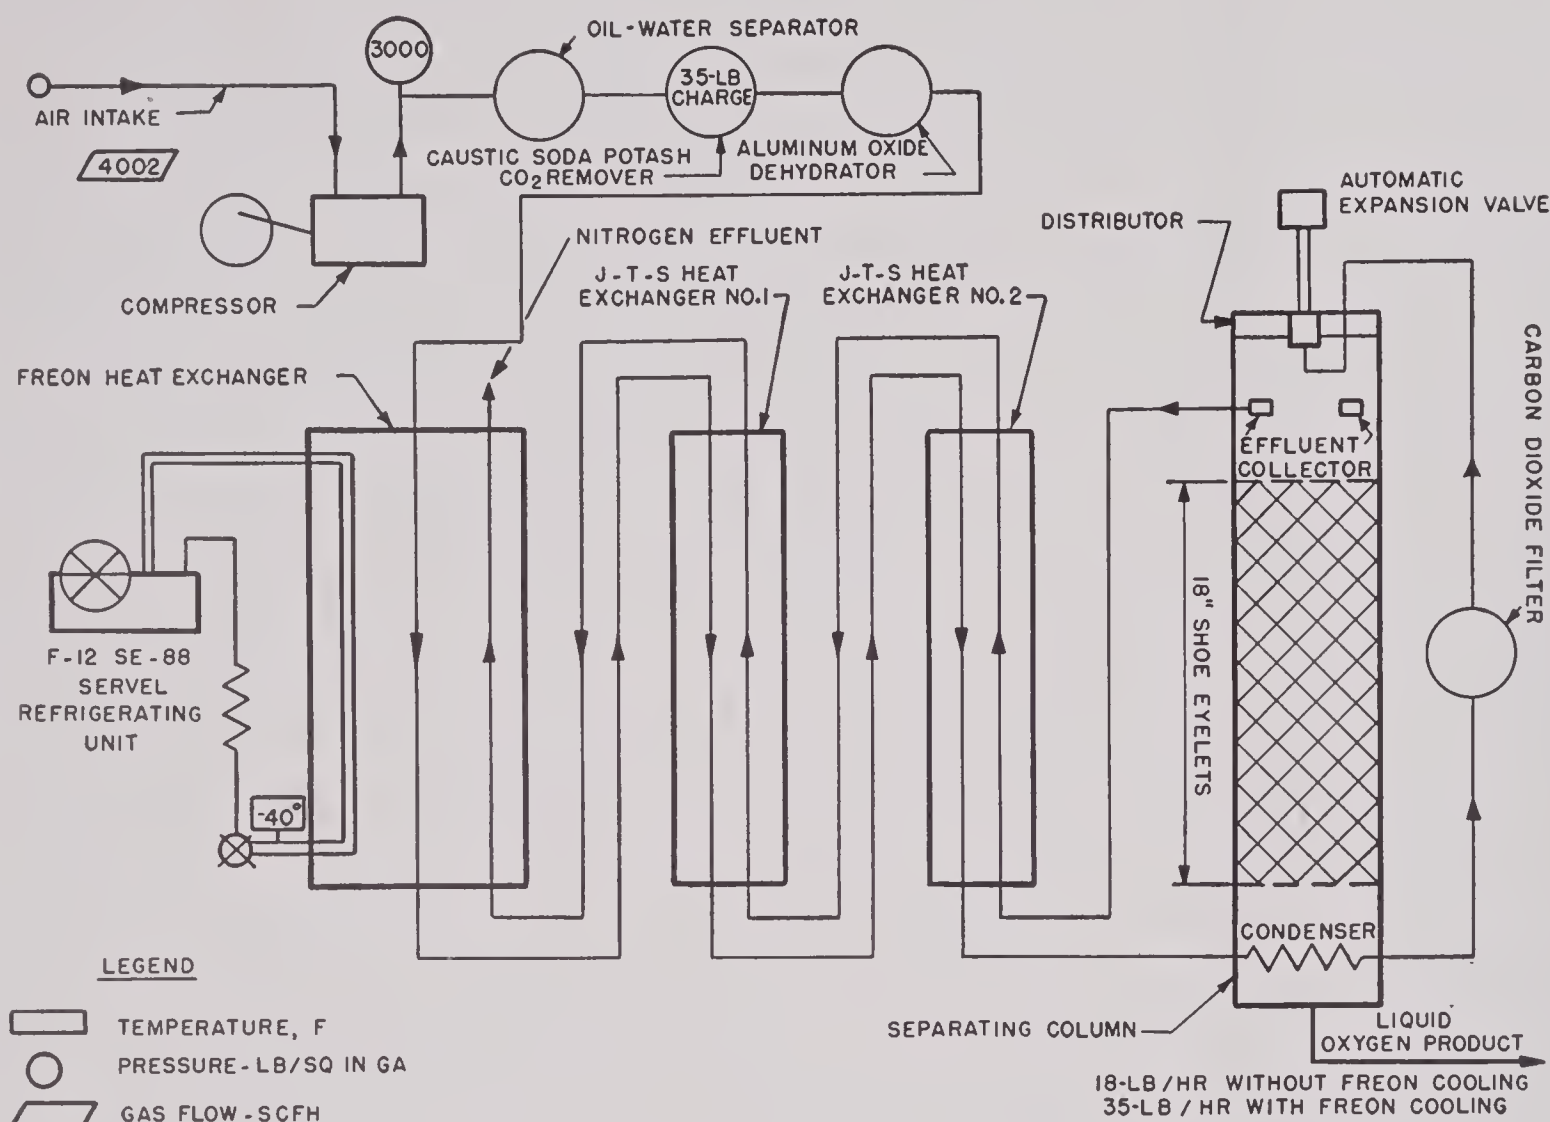 3000
OIL-WATER SEPARATOR
35-LB
CHARGE
AIR INTAKE
4002
CAUSTIC SODA POTASH
CO2 REMOVER
ALUMINUM OXIDE
DEHYDRATOR
AUTOMATIC
EXPANSION VALVE
DISTRIBUTOR
NITROGEN EFFLUENT
J-T-S HEAT
EXCHANGER NO.1
J-T-S HEAT
EXCHANGER NO.2
COMPRESSOR
FREON HEAT EXCHANGER
CARBON DIOXIDE FILTER
EFFLUENT
COLLECTOR
18" SHOE EYELETS
F-12 SE-88
SERVEL
REFRIGERATING
UNIT
-40°
CONDENSER
LEGEND
TEMPERATURE, F
PRESSURE-LB/SQ IN GA
GAS FLOW-SCFH
SEPARATING COLUMN
LIQUID
OXYGEN PRODUCT
18-LB/HR WITHOUT FREON COOLING
35-LB/HR WITH FREON COOLING